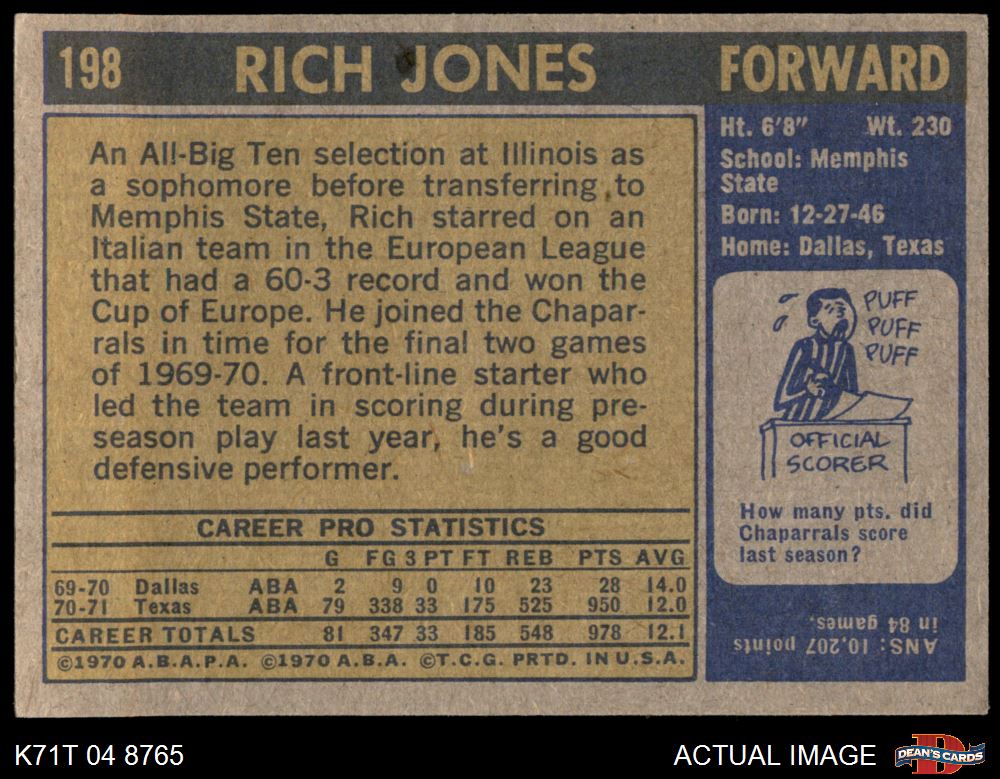 198 RICH JONES FORWARD
An All-Big Ten selection at Illinois as
a sophomore before transferring to
Memphis State, Rich starred on an
Italian team in the European League
that had a 60-3 record and won the
Cup of Europe. He joined the Chapar-
rals in time for the final two games
of 1969-70. A front-line starter who
led the team in scoring during pre-
season play last year, he's a good
defensive performer.
CAREER PRO STATISTICS
G FG 3 PT FT REB PTS AVG
69-70 Dallas ABA 2 9 0 10 23 28 14.0
70-71 Texas ABA 79 338 33 175 525 950 12.0
CAREER TOTALS 81 347 33 185 548 978 12.1
©1970 A.B.A.P.A. ©1970 A.B.A. ©T.C.G. PRTD. IN U.S.A.
Ht. 6'8" Wt. 230
School: Memphis
State
Born: 12-27-46
Home: Dallas, Texas
PUFF
PUFF
PUFF
OFFICIAL
SCORER
How many pts. did
Chaparrals score
last season?
ANS: 10,207 points
in 84 games.
K71T 04 8765 ACTUAL IMAGE DEAN'S CARDS